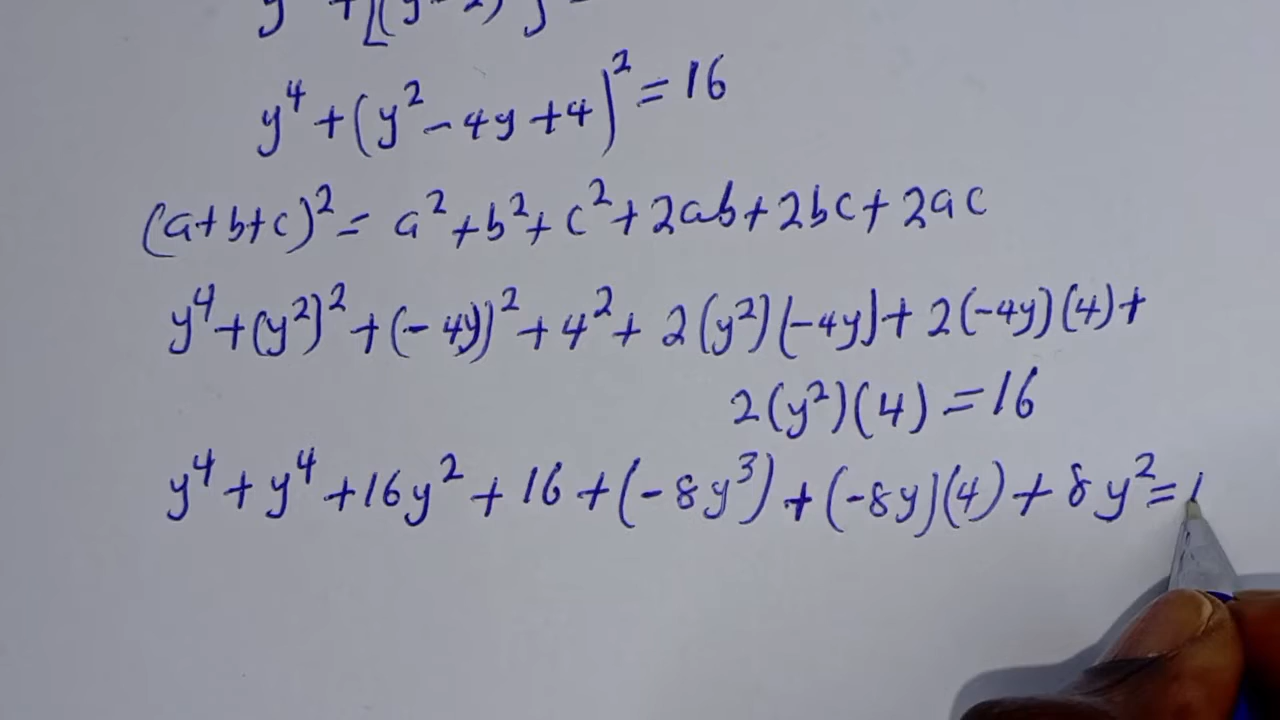 y⁴ + (y² - 4y + 4)² = 16
(a+b+c)² = a² + b² + c² + 2ab + 2bc + 2ac
y⁴ + (y²)² + (-4y)² + 4² + 2(y²)(-4y) + 2(-4y)(4) +
2(y²)(4) = 16
y⁴ + y⁴ + 16y² + 16 + (-8y³) + (-8y)(4) + 8y² = 1